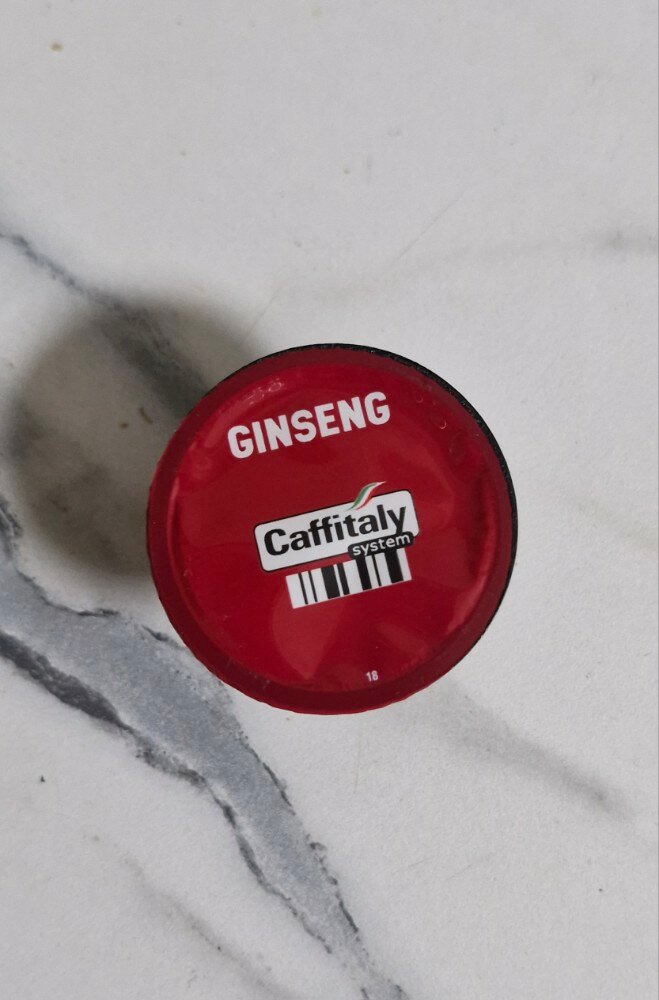 GINSENG
Caffitaly
system
18